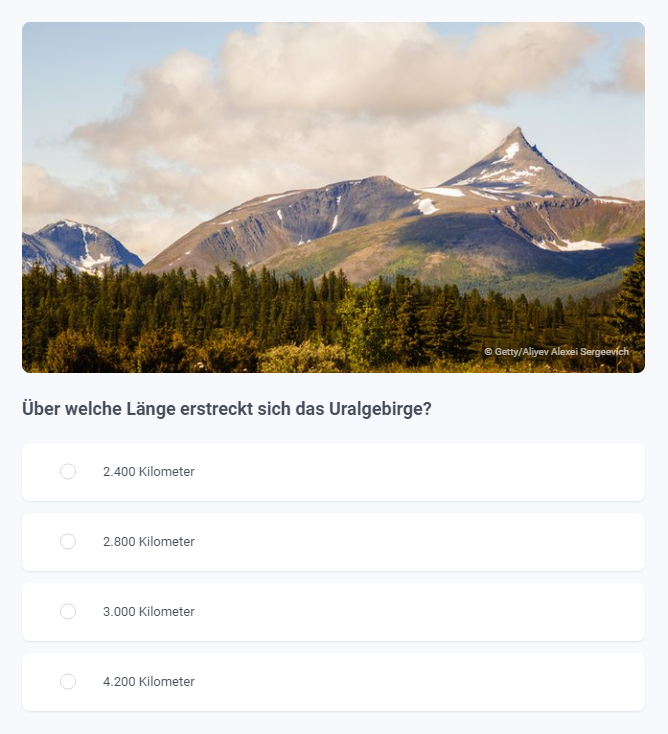 © Getty/Aliyev Alexei Sergeevich
Über welche Länge erstreckt sich das Uralgebirge?
2.400 Kilometer
2.800 Kilometer
3.000 Kilometer
4.200 Kilometer